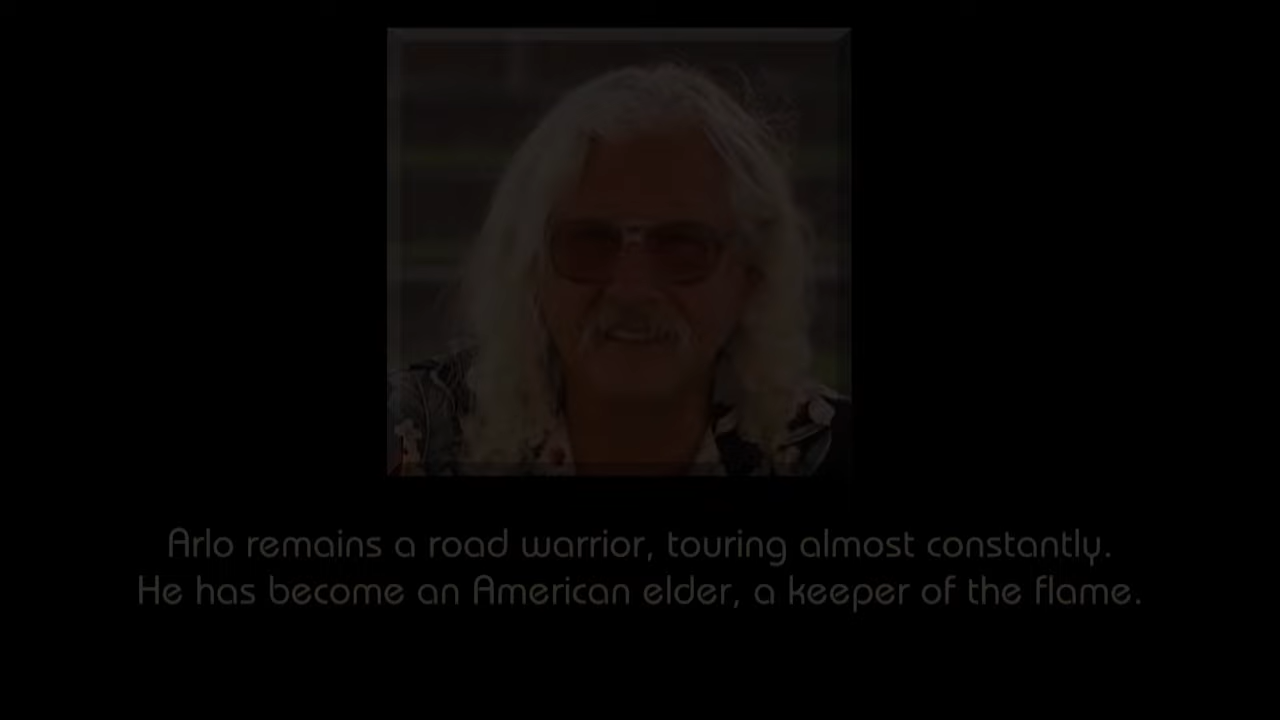 Arlo remains a road warrior, touring almost constantly.
He has become an American elder, a keeper of the flame.